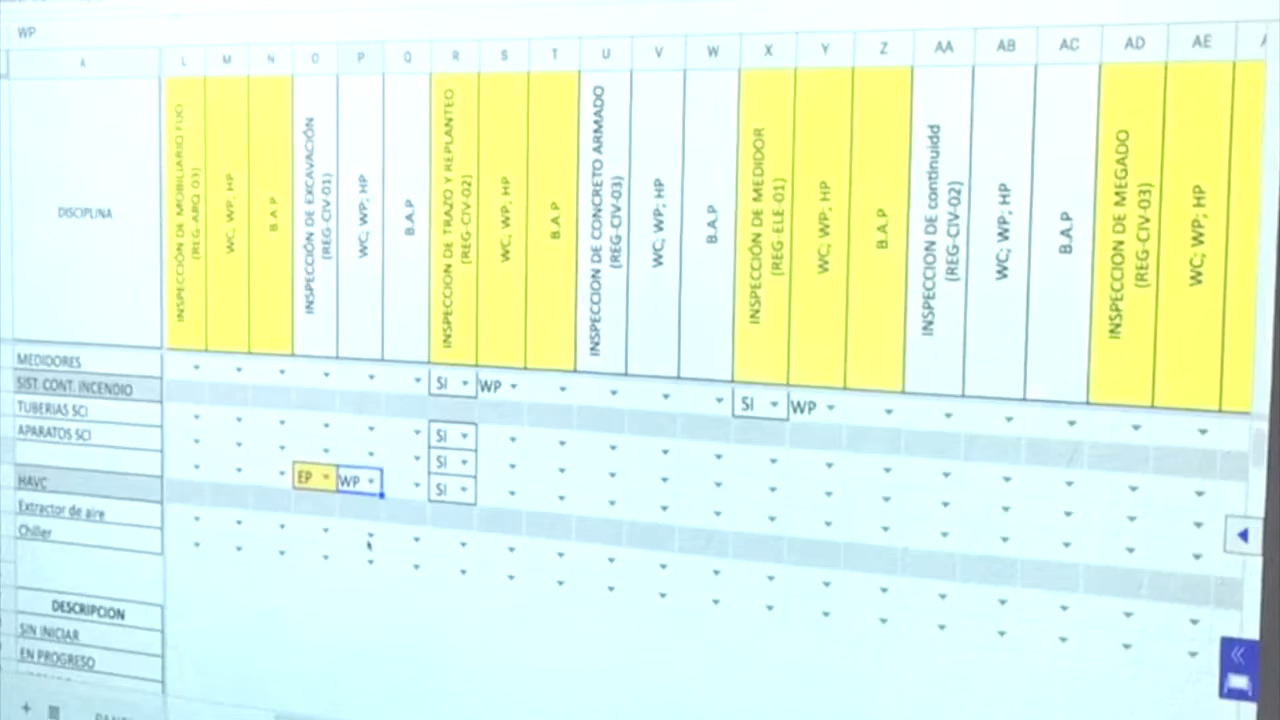 WP
A L M N O P Q R S T U V W X Y Z AA AB AC AD AE
DISCIPLINA
INSPECCIÓN DE MOBILIARIO FIJO
(REG-ARQ-03)
WC; WP; HP
B.A.P
INSPECCIÓN DE EXCAVACIÓN
(REG-CIV-01)
WC; WP; HP
B.A.P
INSPECCION DE TRAZO Y REPLANTEO
(REG-CIV-02)
WC; WP; HP
B.A.P
INSPECCION DE CONCRETO ARMADO
(REG-CIV-03)
WC; WP; HP
B.A.P
INSPECCIÓN DE MEDIDOR
(REG-ELE-01)
WC; WP; HP
B.A.P
INSPECCION DE continuidd
(REG-CIV-02)
WC; WP; HP
B.A.P
INSPECCION DE MEGADO
(REG-CIV-03)
WC; WP; HP
MEDIDORES SI WP SI WP
SIST. CONT. INCENDIO
TUBERIAS SCI SI
APARATOS SCI SI
EP WP SI
HAVC
Extractor de aire
Chiller
DESCRIPCION
SIN INICIAR
EN PROGRESO